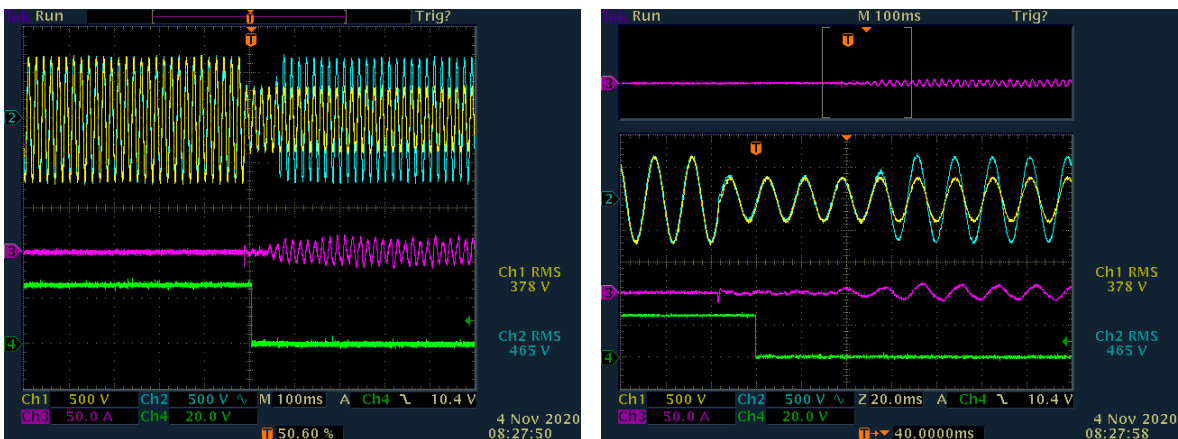 Run Trig?
T
T
2
3
4
Ch1 RMS
378 V
Ch2 RMS
465 V
Ch1 500 V Ch2 500 V ∿ M 100ms A Ch4 ﹨ 10.4 V
Ch3 50.0 A Ch4 20.0 V
4 Nov 2020
T 50.60 % 08:27:50
Run M 100ms Trig?
T
3
T
2
3
4
Ch1 RMS
378 V
Ch2 RMS
465 V
Ch1 500 V Ch2 500 V ∿ Z 20.0ms A Ch4 ﹨ 10.4 V
Ch3 50.0 A Ch4 20.0 V
4 Nov 2020
T→▼ 40.0000ms 08:27:58